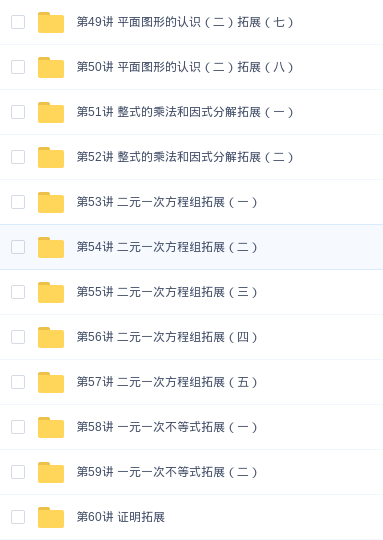 第49讲 平面图形的认识（二）拓展（七）
第50讲 平面图形的认识（二）拓展（八）
第51讲 整式的乘法和因式分解拓展（一）
第52讲 整式的乘法和因式分解拓展（二）
第53讲 二元一次方程组拓展（一）
第54讲 二元一次方程组拓展（二）
第55讲 二元一次方程组拓展（三）
第56讲 二元一次方程组拓展（四）
第57讲 二元一次方程组拓展（五）
第58讲 一元一次不等式拓展（一）
第59讲 一元一次不等式拓展（二）
第60讲 证明拓展